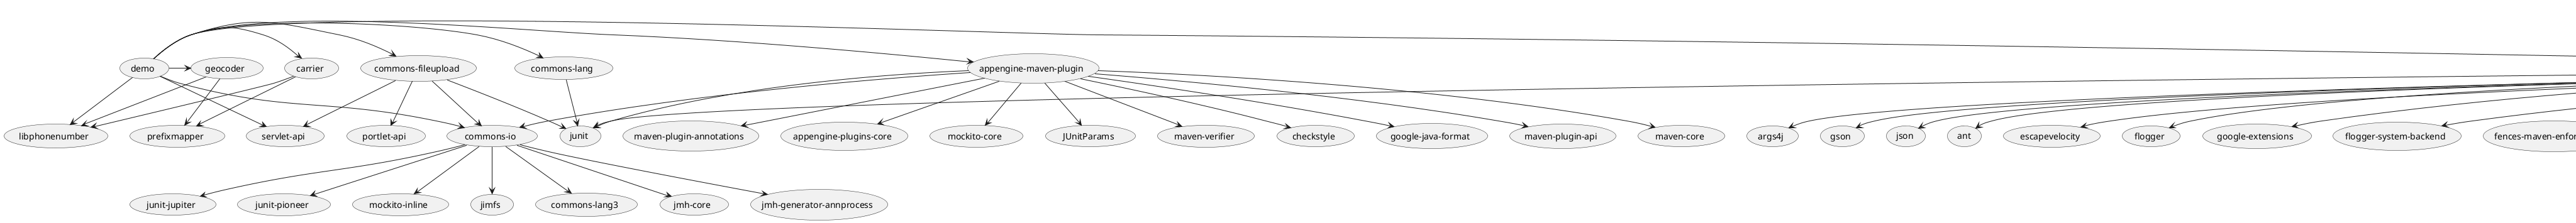 demo
geocoder
carrier
commons-fileupload
commons-lang
appengine-maven-plugin
libphonenumber
prefixmapper
servlet-api
portlet-api
commons-io
junit
maven-plugin-annotations
appengine-plugins-core
mockito-core
JUnitParams
maven-verifier
checkstyle
google-java-format
maven-plugin-api
maven-core
args4j
gson
json
ant
escapevelocity
flogger
google-extensions
flogger-system-backend
fences-maven-enfor
junit-jupiter
junit-pioneer
mockito-inline
jimfs
commons-lang3
jmh-core
jmh-generator-annprocess